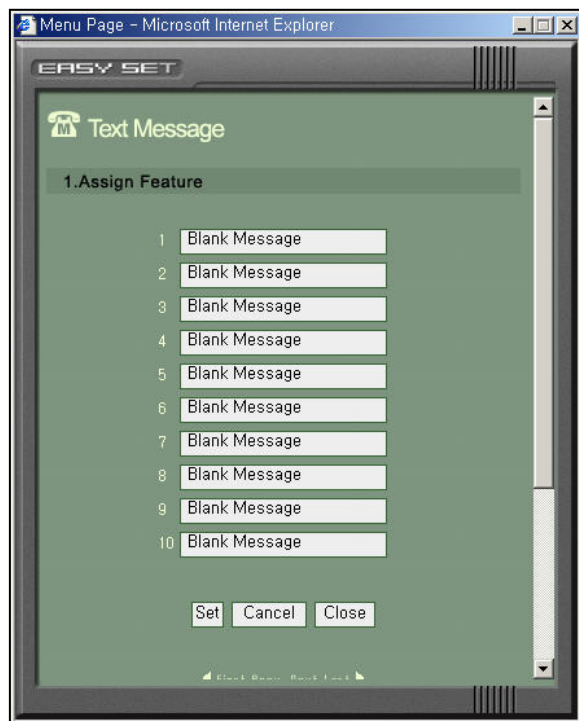 Menu Page - Microsoft Internet Explorer
EASY SET
Text Message
1.Assign Feature
1 Blank Message
2 Blank Message
3 Blank Message
4 Blank Message
5 Blank Message
6 Blank Message
7 Blank Message
8 Blank Message
9 Blank Message
10 Blank Message
Set Cancel Close